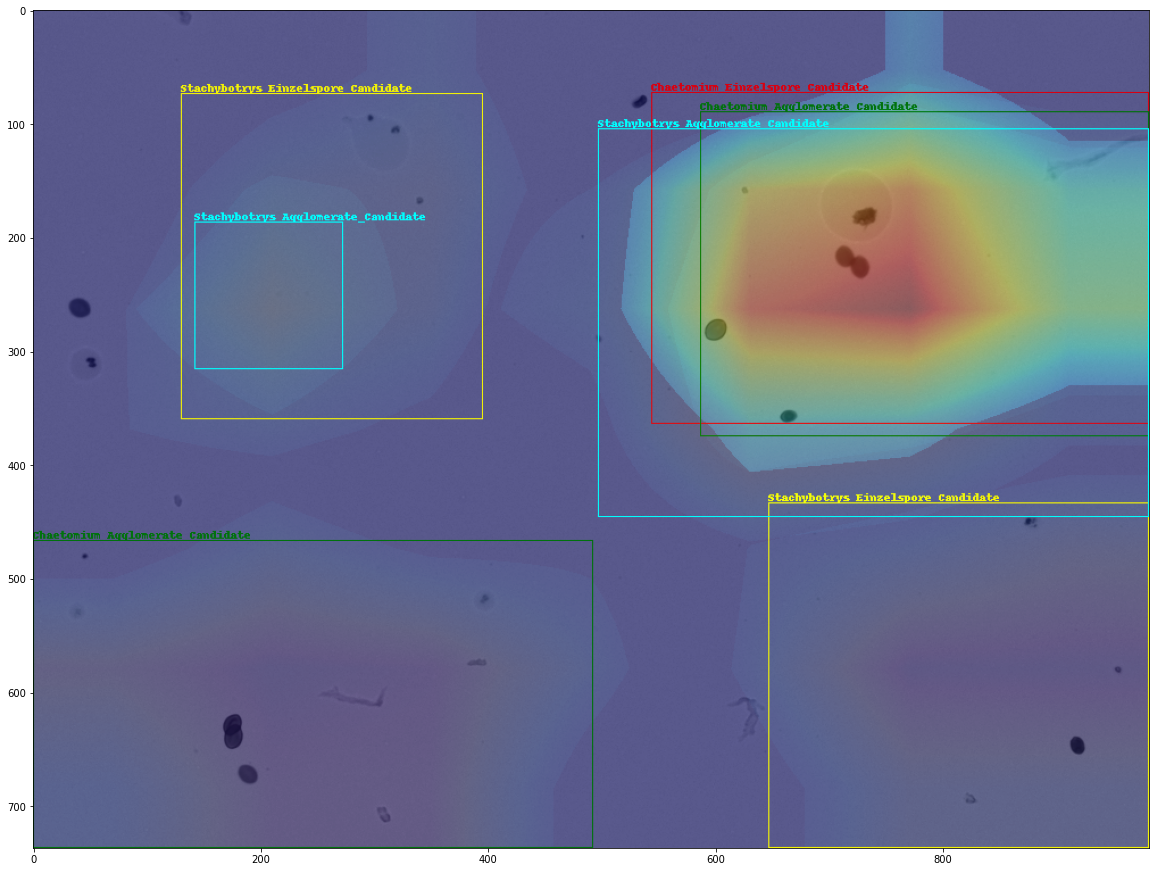 0
Stachybotrys Einzelspore Candidate
Chaetomium Einzelspore Candidate
Chaetomium Agglomerate Candidate
100
Stachybotrys Agglomerate Candidate
200
Stachybotrys Agglomerate_Candidate
300
400
Stachybotrys Einzelspore Candidate
Chaetomium Agglomerate Candidate
500
600
700
0
200
400
600
800